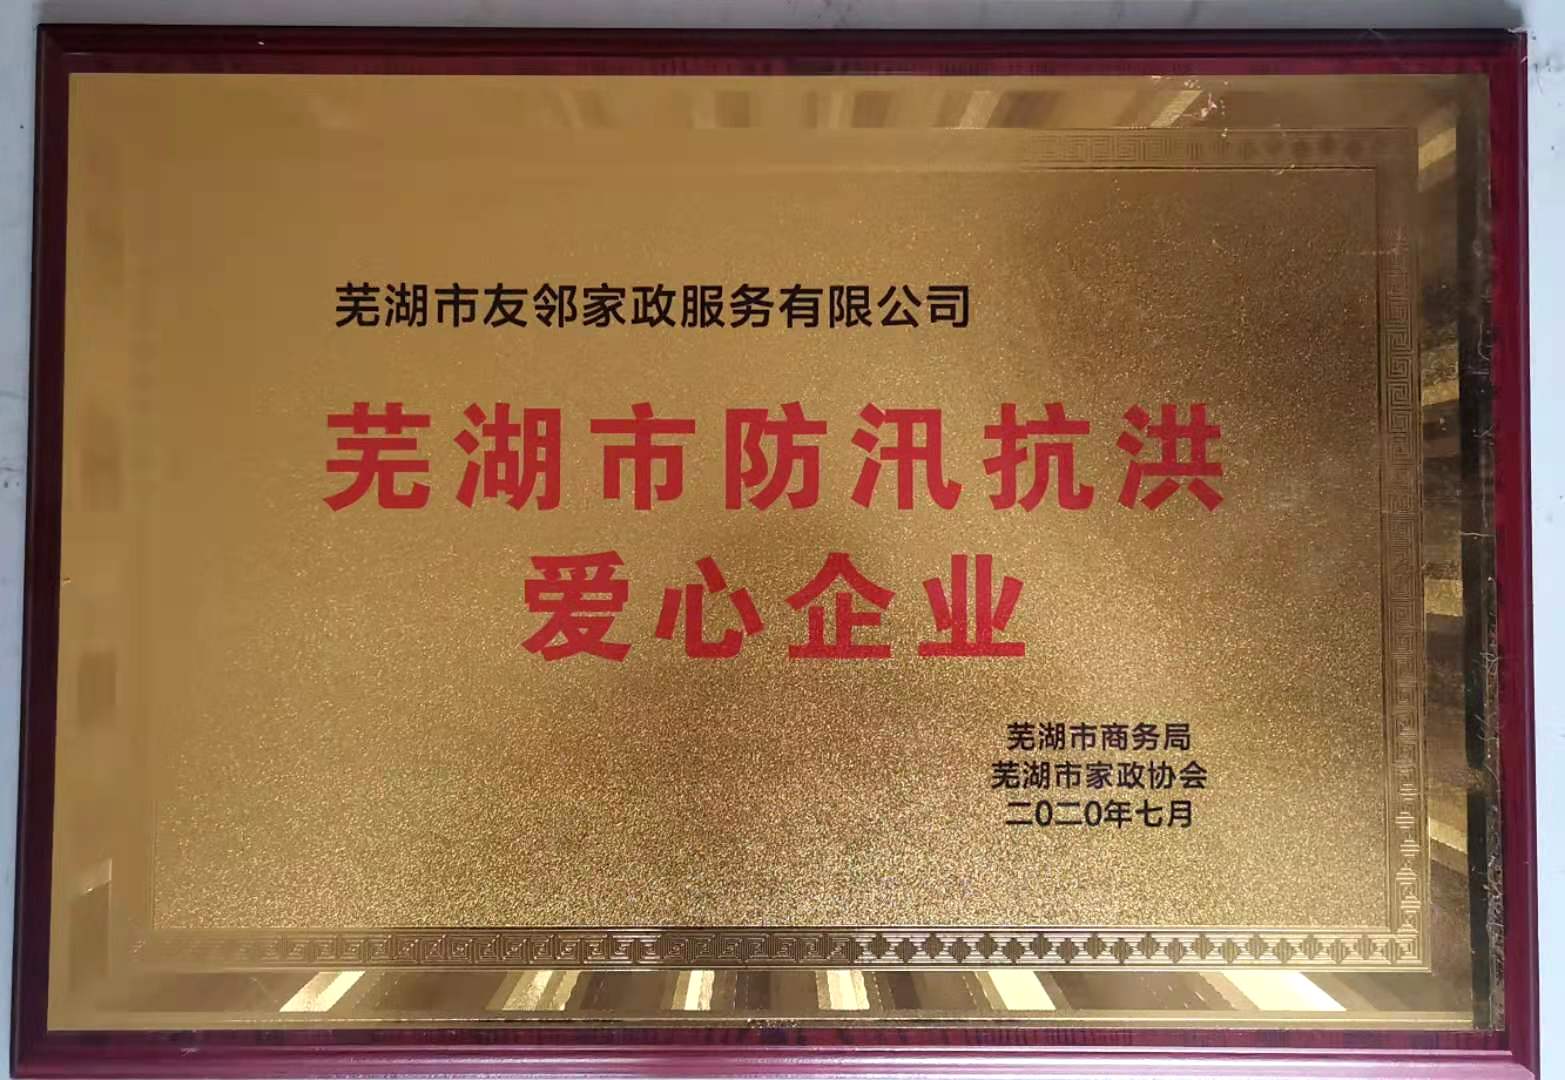 芜湖市友邻家政服务有限公司
芜湖市防汛抗洪
爱心企业
芜湖市商务局
芜湖市家政协会
二0二0年七月